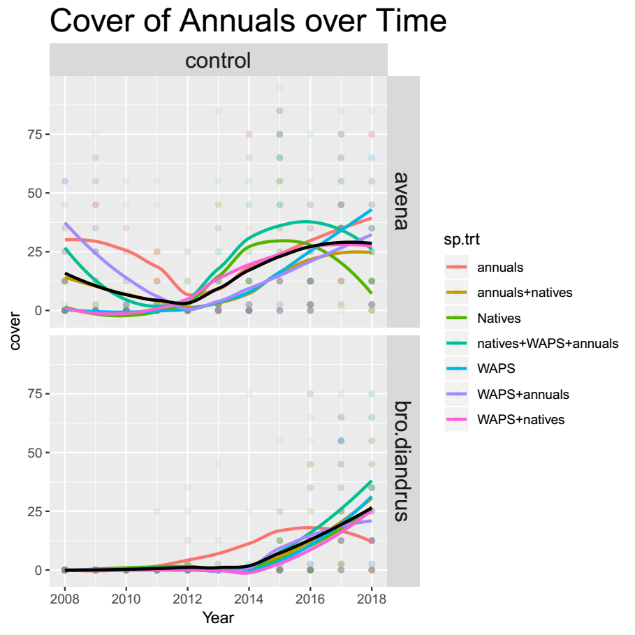 Cover of Annuals over Time
control
75
50
25
0
avena
cover
75
50
25
0
bro.diandrus
2008 2010 2012 2014 2016 2018
Year
sp.trt
annuals
annuals+natives
Natives
natives+WAPS+annuals
WAPS
WAPS+annuals
WAPS+natives